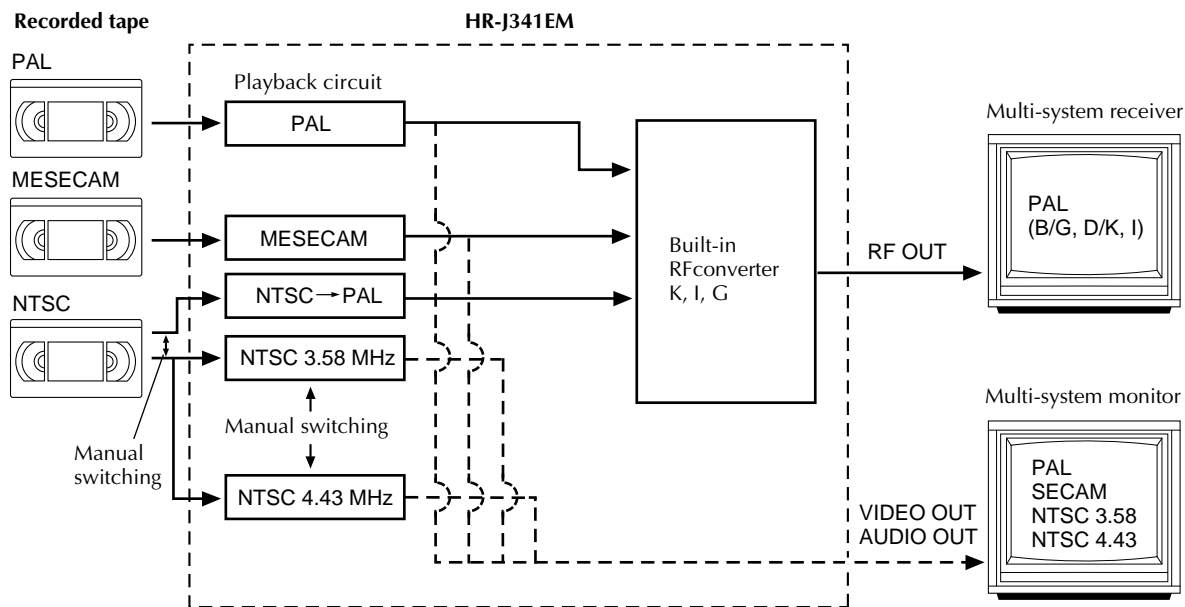 Recorded tape
HR-J341EM
PAL
Playback circuit
PAL
MESECAM
MESECAM
NTSC
NTSC→PAL
NTSC 3.58 MHz
Manual switching
Manual
switching
NTSC 4.43 MHz
Built-in
RFconverter
K, I, G
RF OUT
Multi-system receiver
PAL
(B/G, D/K, I)
VIDEO OUT
AUDIO OUT
Multi-system monitor
PAL
SECAM
NTSC 3.58
NTSC 4.43